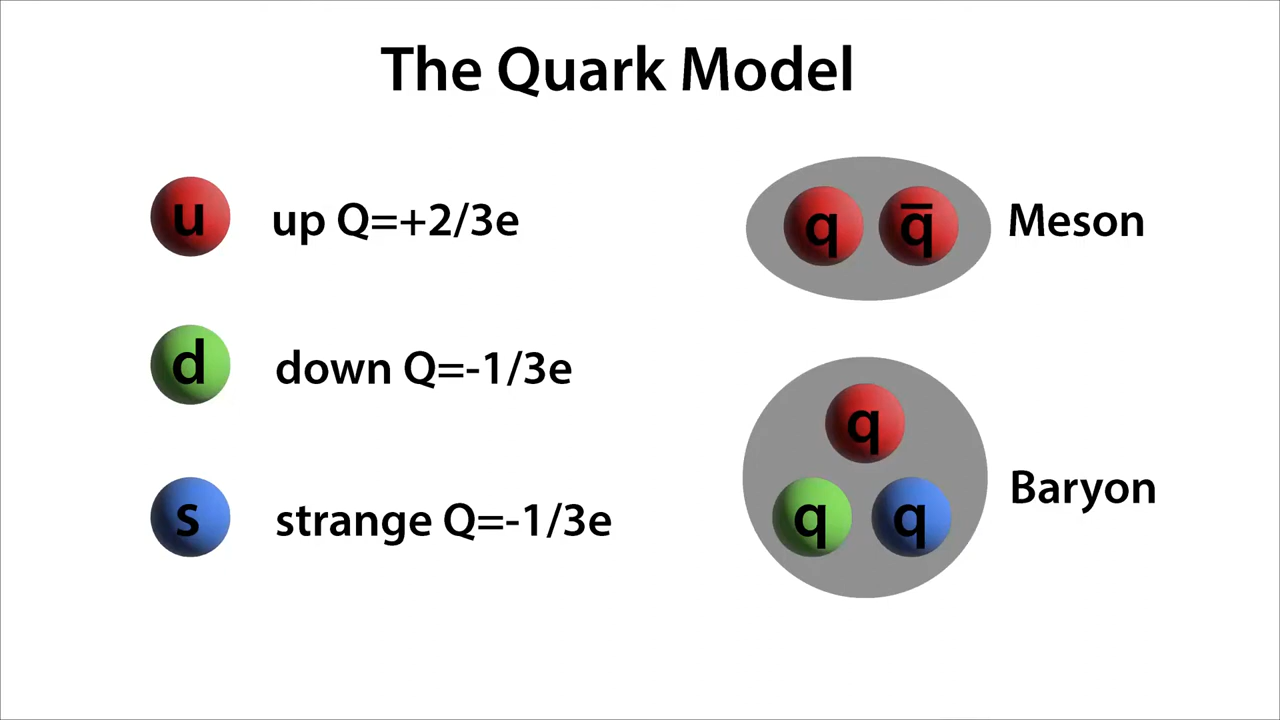 The Quark Model
u up Q=+2/3e
d down Q=-1/3e
s strange Q=-1/3e
q q̅ Meson
q
q q
Baryon